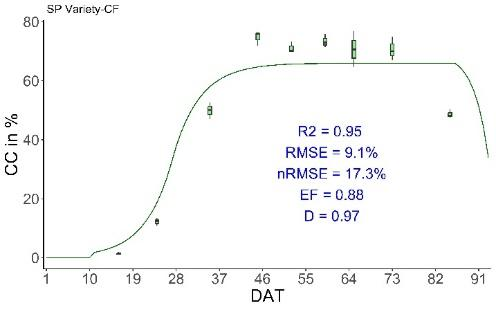 SP Variety-CF
80
60
40
20
0
CC in %
R2 = 0.95
RMSE = 9.1%
nRMSE = 17.3%
EF = 0.88
D = 0.97
1 10 19 28 37 46 55 64 73 82 91
DAT